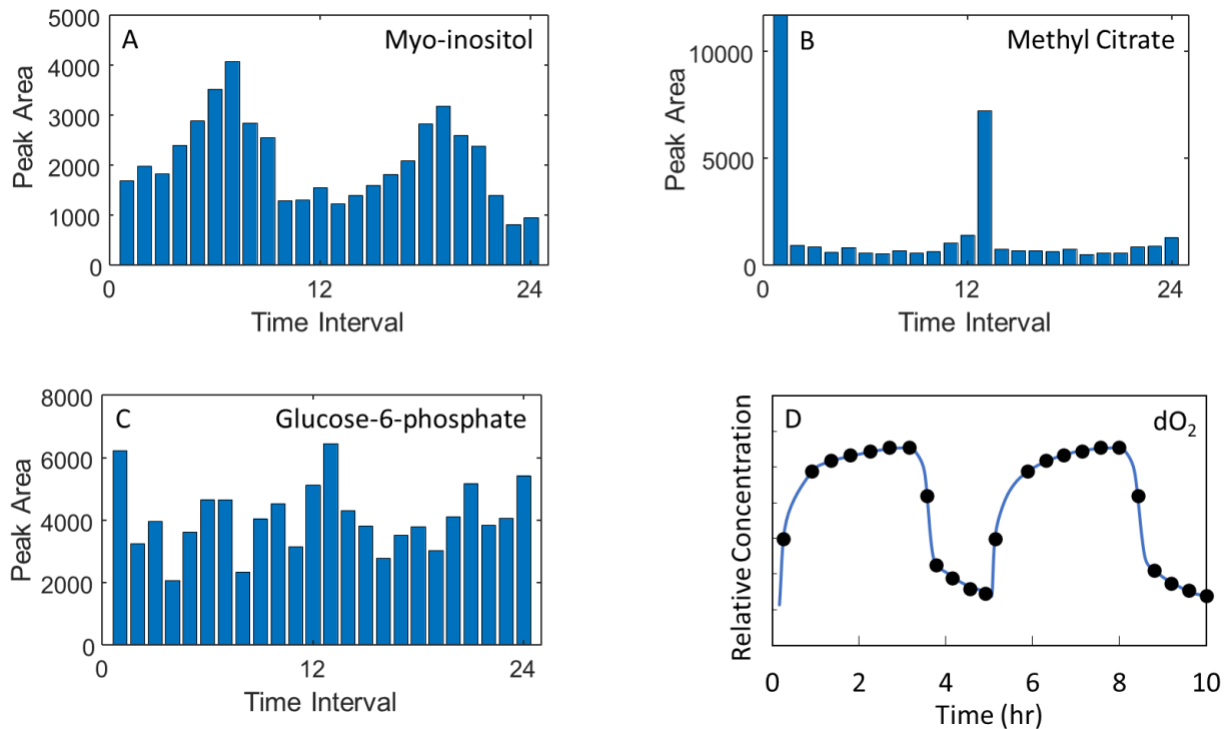 A
Myo-inositol
Peak Area
5000
4000
3000
2000
1000
0
0
12
24
Time Interval
B
Methyl Citrate
Peak Area
10000
5000
0
0
12
24
Time Interval
C
Glucose-6-phosphate
Peak Area
8000
6000
4000
2000
0
0
12
24
Time Interval
D
dO₂
Relative Concentration
0
2
4
6
8
10
Time (hr)